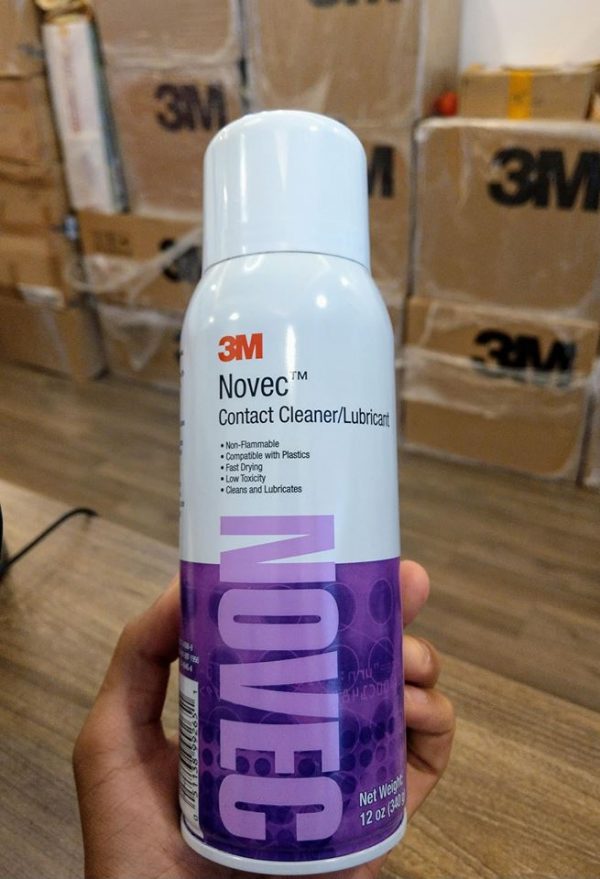 3M
3M
3M
3M
3M
Novec™
Contact Cleaner/Lubricant
• Non-Flammable
• Compatible with Plastics
• Fast Drying
• Low Toxicity
• Cleans and Lubricates
NOVEC
Net Weight
12 oz (340 g